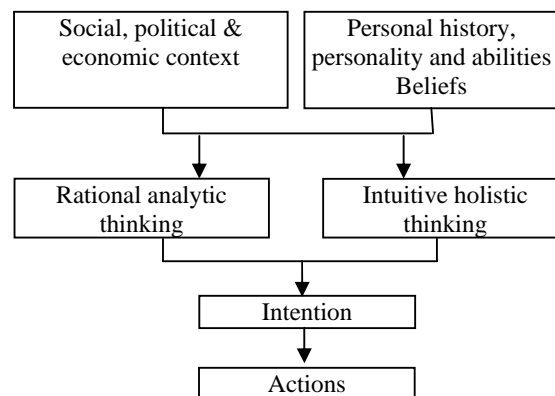 Social, political &
economic context
Personal history,
personality and abilities
Beliefs
Rational analytic
thinking
Intuitive holistic
thinking
Intention
Actions